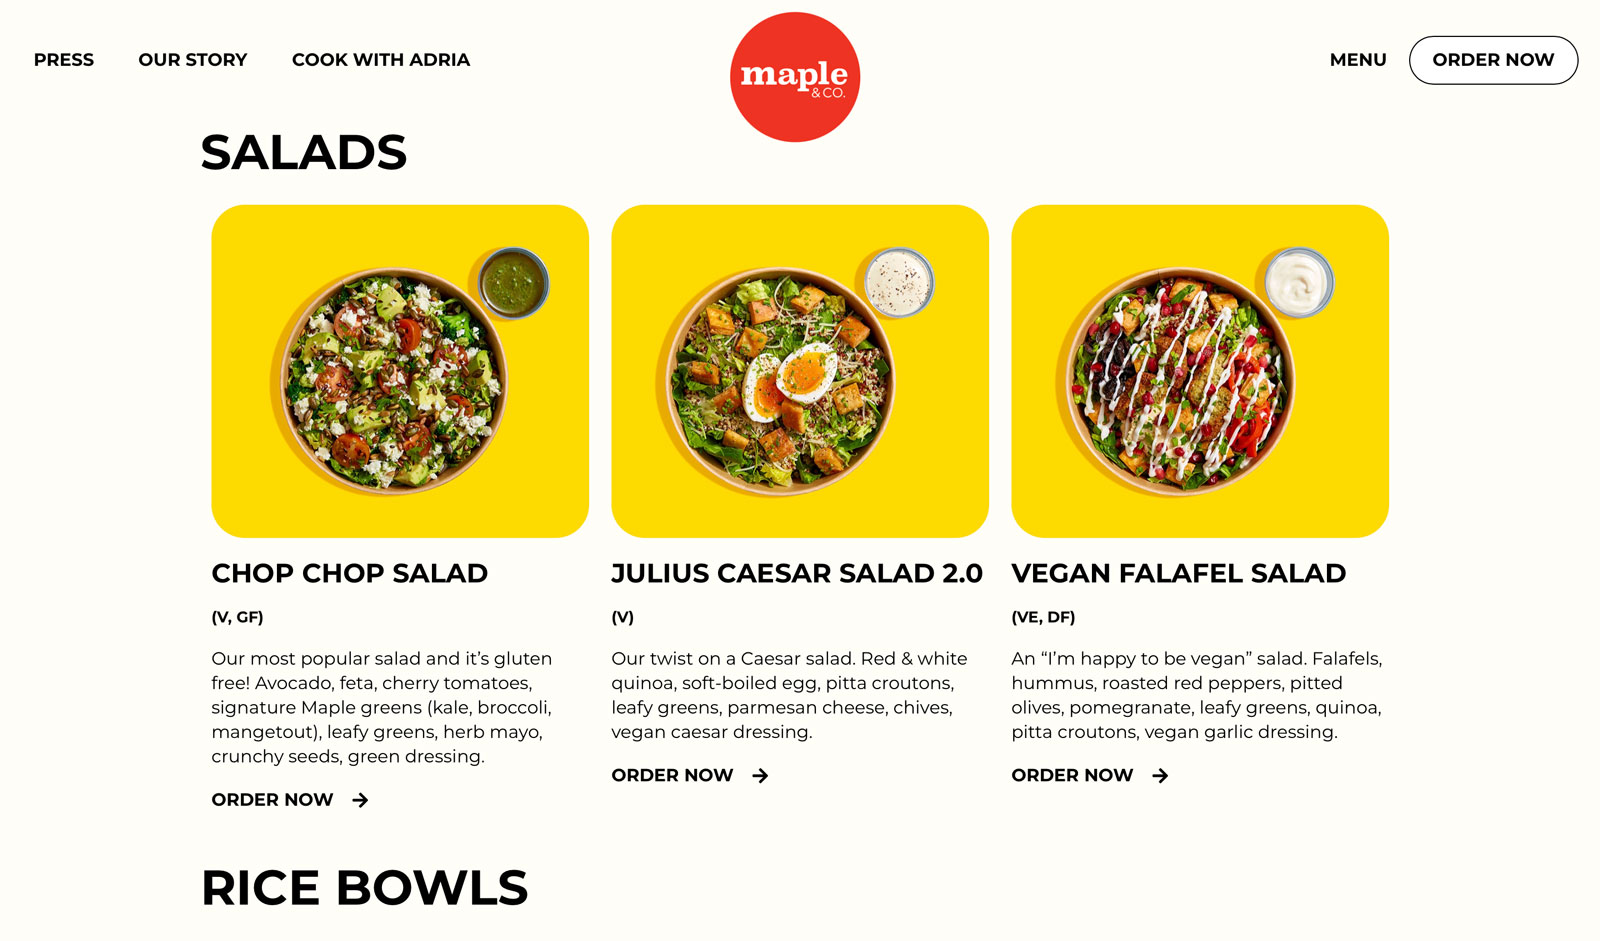 PRESS OUR STORY COOK WITH ADRIA
maple
& CO.
MENU ORDER NOW
SALADS
CHOP CHOP SALAD
(V, GF)
Our most popular salad and it’s gluten
free! Avocado, feta, cherry tomatoes,
signature Maple greens (kale, broccoli,
mangetout), leafy greens, herb mayo,
crunchy seeds, green dressing.
ORDER NOW →
JULIUS CAESAR SALAD 2.0
(V)
Our twist on a Caesar salad. Red & white
quinoa, soft-boiled egg, pitta croutons,
leafy greens, parmesan cheese, chives,
vegan caesar dressing.
ORDER NOW →
VEGAN FALAFEL SALAD
(VE, DF)
An “I’m happy to be vegan” salad. Falafels,
hummus, roasted red peppers, pitted
olives, pomegranate, leafy greens, quinoa,
pitta croutons, vegan garlic dressing.
ORDER NOW →
RICE BOWLS